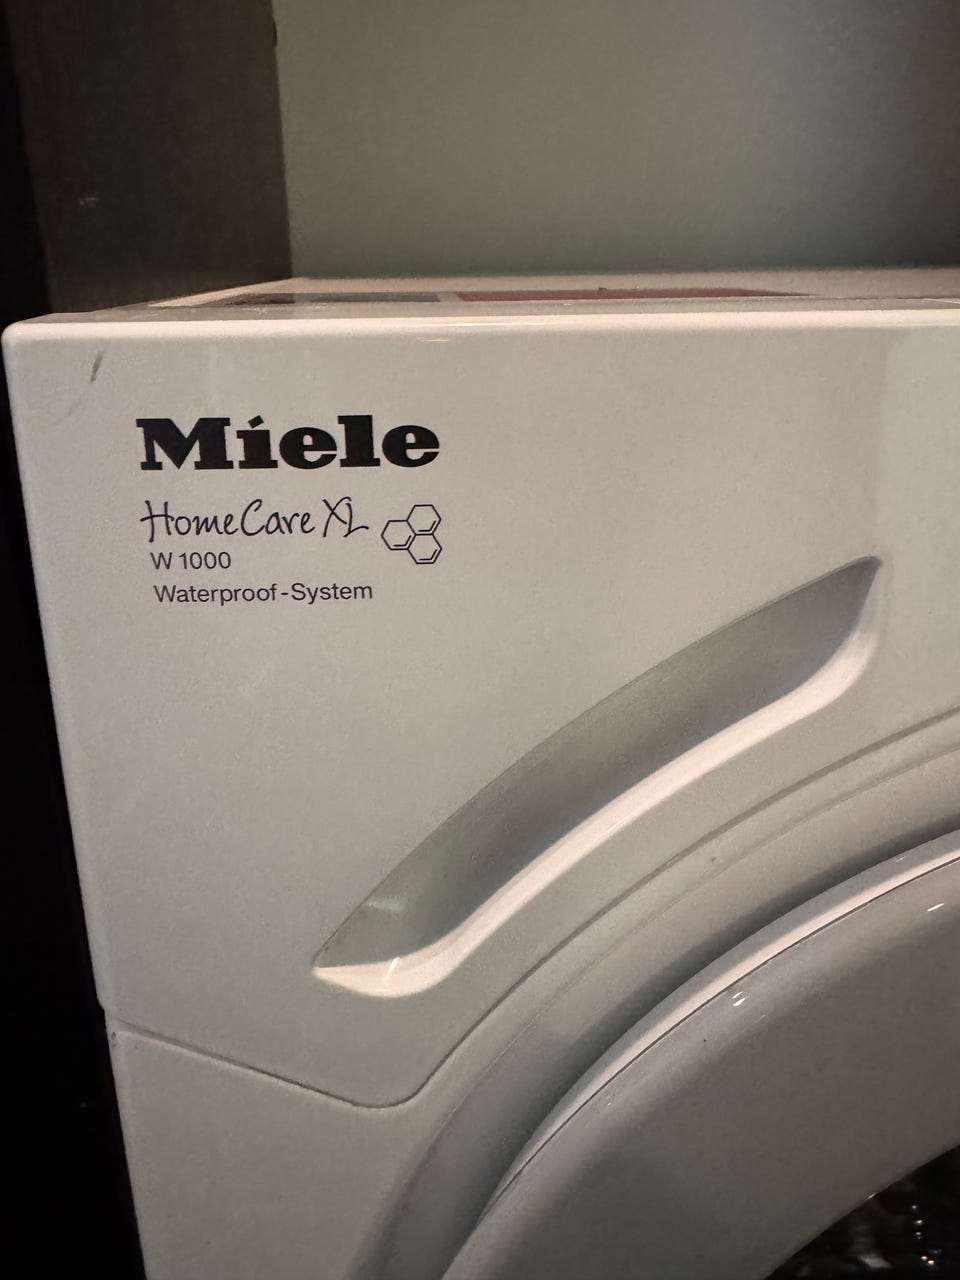 Miele
HomeCare XL
W 1000
Waterproof-System